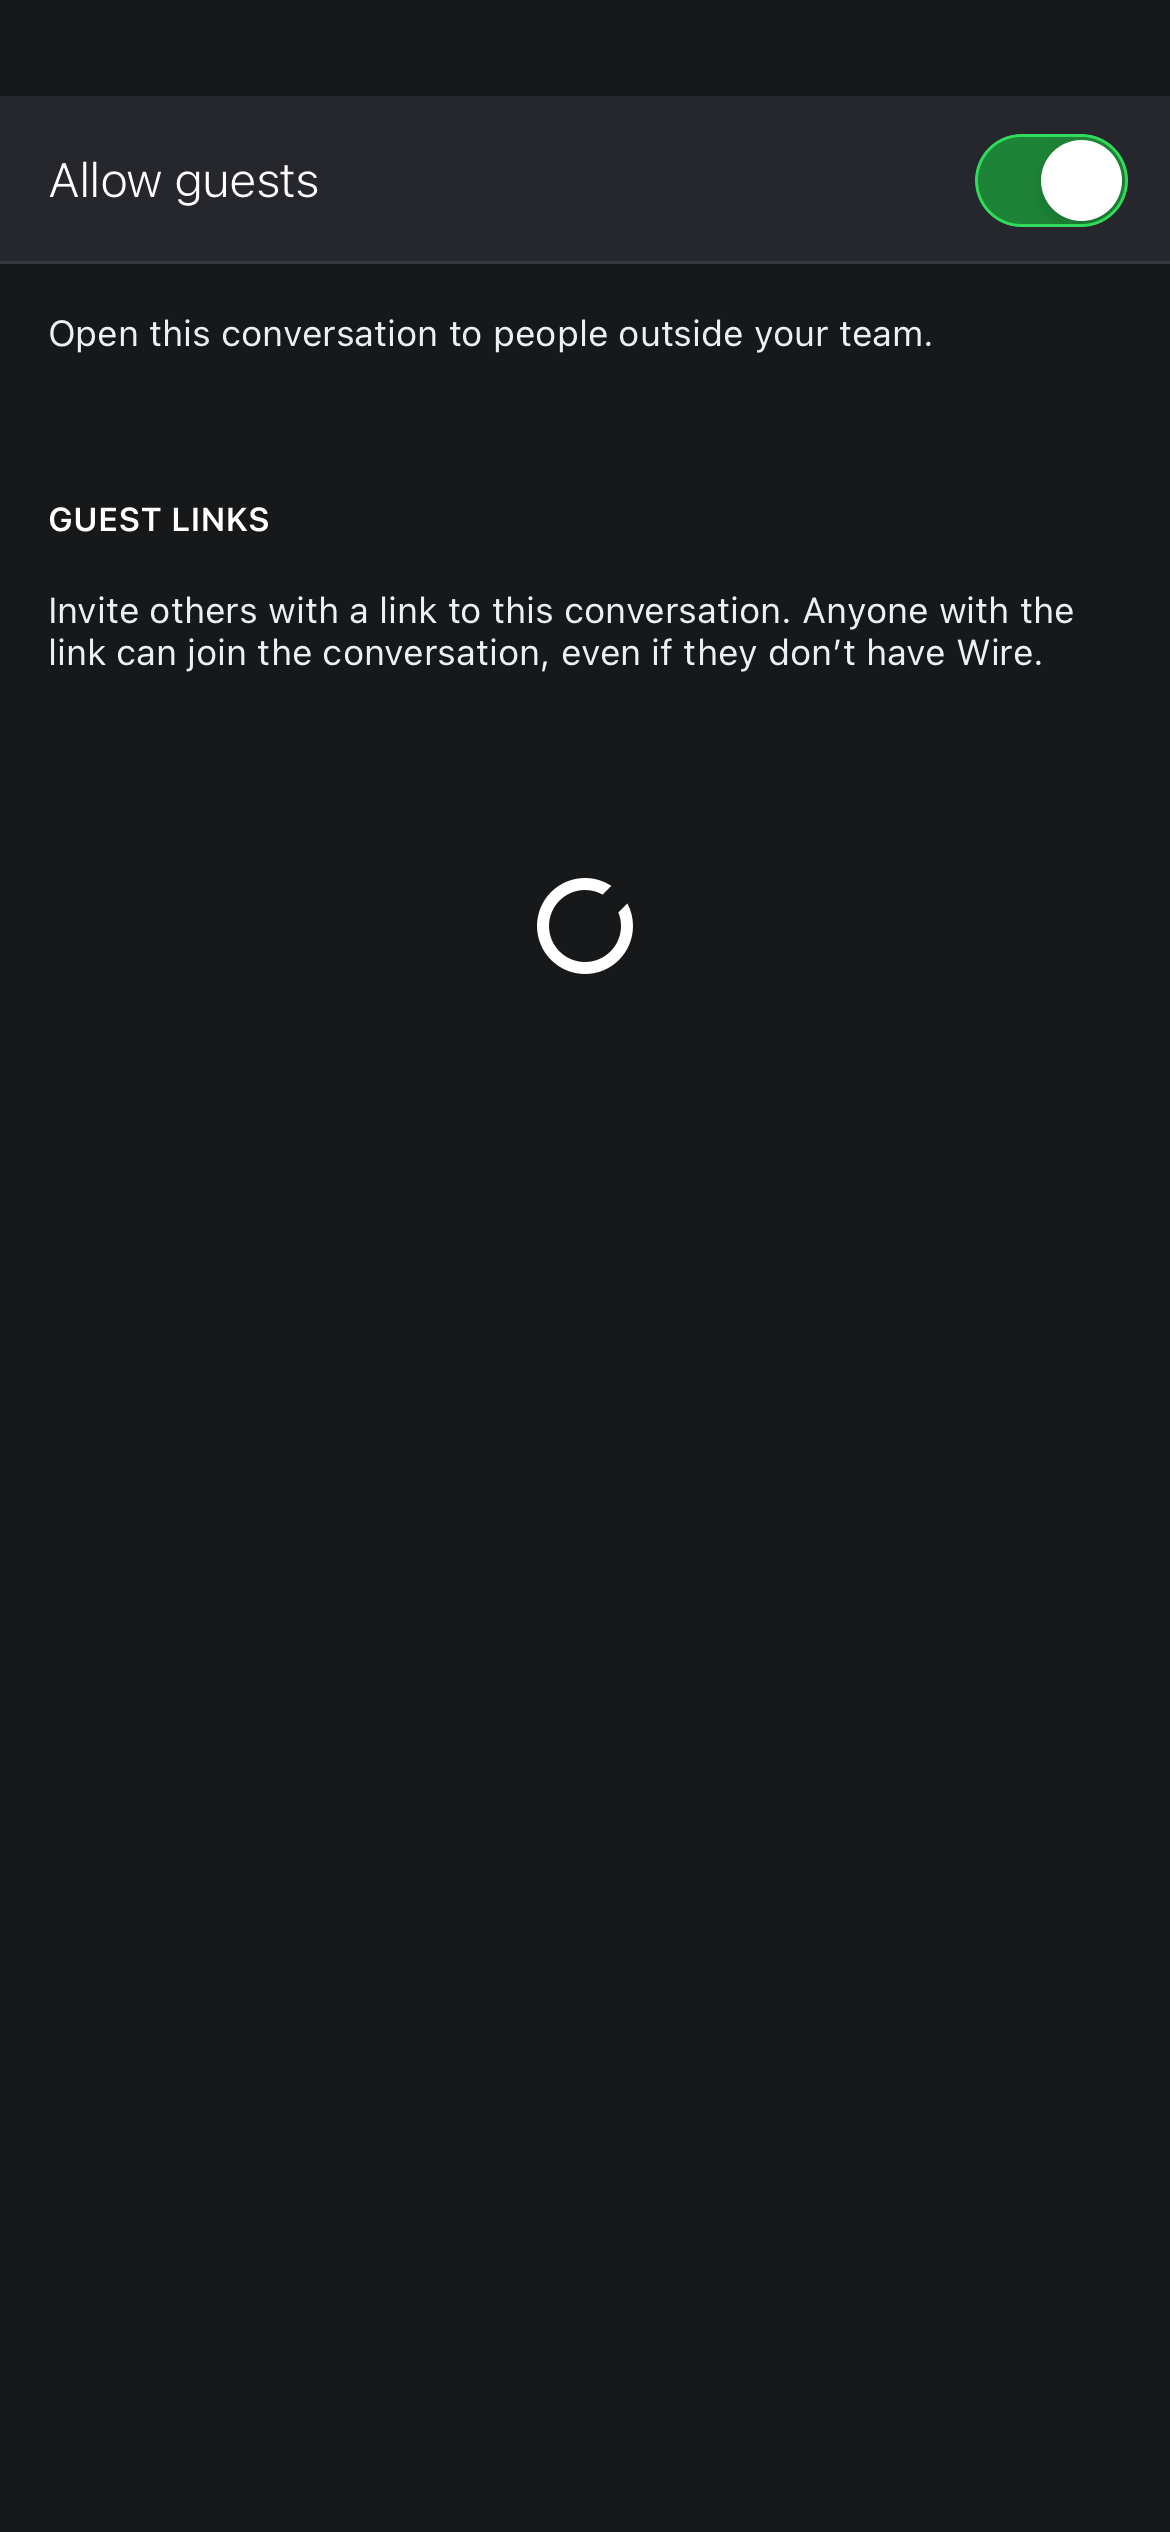 Allow guests
Open this conversation to people outside your team.
GUEST LINKS
Invite others with a link to this conversation. Anyone with the
link can join the conversation, even if they don’t have Wire.